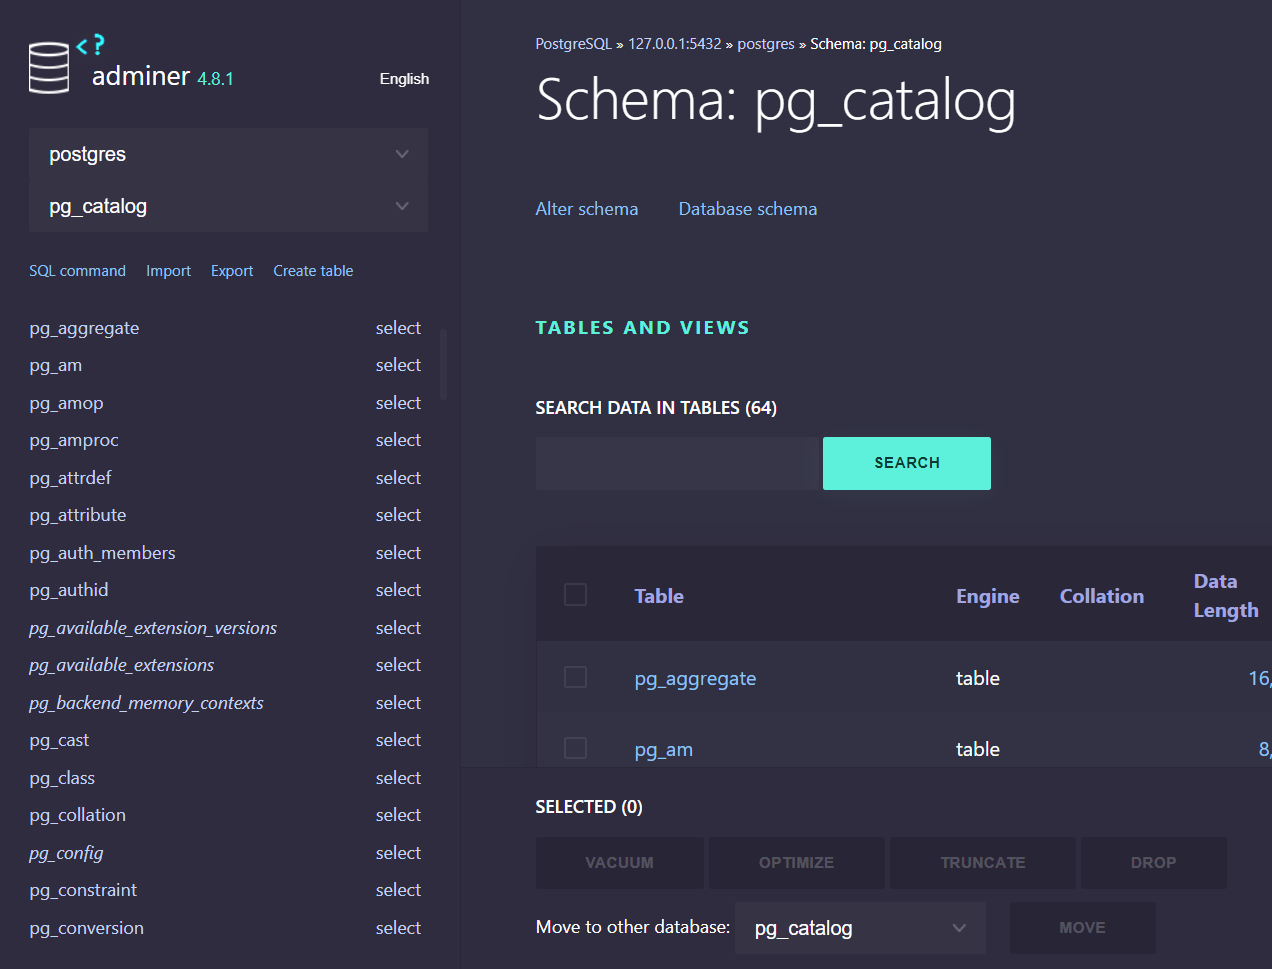 <?
adminer 4.8.1
English
postgres
pg_catalog
SQL command Import Export Create table
pg_aggregate select
pg_am select
pg_amop select
pg_amproc select
pg_attrdef select
pg_attribute select
pg_auth_members select
pg_authid select
pg_available_extension_versions select
pg_available_extensions select
pg_backend_memory_contexts select
pg_cast select
pg_class select
pg_collation select
pg_config select
pg_constraint select
pg_conversion select
PostgreSQL » 127.0.0.1:5432 » postgres » Schema: pg_catalog
Schema: pg_catalog
Alter schema Database schema
TABLES AND VIEWS
SEARCH DATA IN TABLES (64)
SEARCH
Table Engine Collation Data Length
pg_aggregate table 16,
pg_am table 8,
SELECTED (0)
VACUUM OPTIMIZE TRUNCATE DROP
Move to other database: pg_catalog MOVE